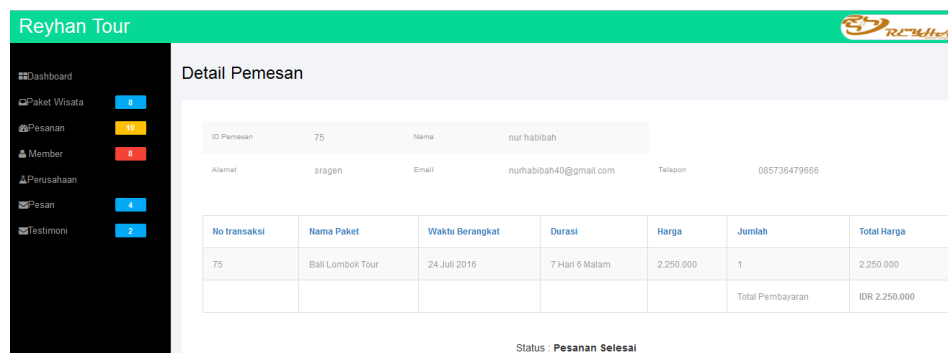 Reyhan Tour
REYHA
Dashboard
Paket Wisata 8
Pesanan 10
Member 8
Perusahaan
Pesan 4
Testimoni 2
Detail Pemesan
ID Pemesan 75 Nama nur habibah
Alamat sragen Email nurhabibah40@gmail.com Telepon 085736479666
No transaksi Nama Paket Waktu Berangkat Durasi Harga Jumlah Total Harga
75 Bali Lombok Tour 24 Juli 2016 7 Hari 6 Malam 2.250.000 1 2.250.000
Total Pembayaran IDR 2.250.000
Status : Pesanan Selesai